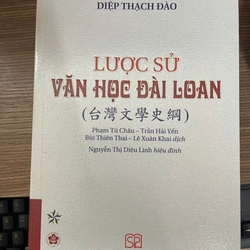 DIỆP THẠCH ĐÀO
LƯỢC SỬ
VĂN HỌC ĐÀI LOAN
(台灣文學史綱)
Phạm Tú Châu - Trần Hải Yến
Bùi Thiên Thai - Lê Xuân Khai dịch
Nguyễn Thị Diệu Linh hiệu đính